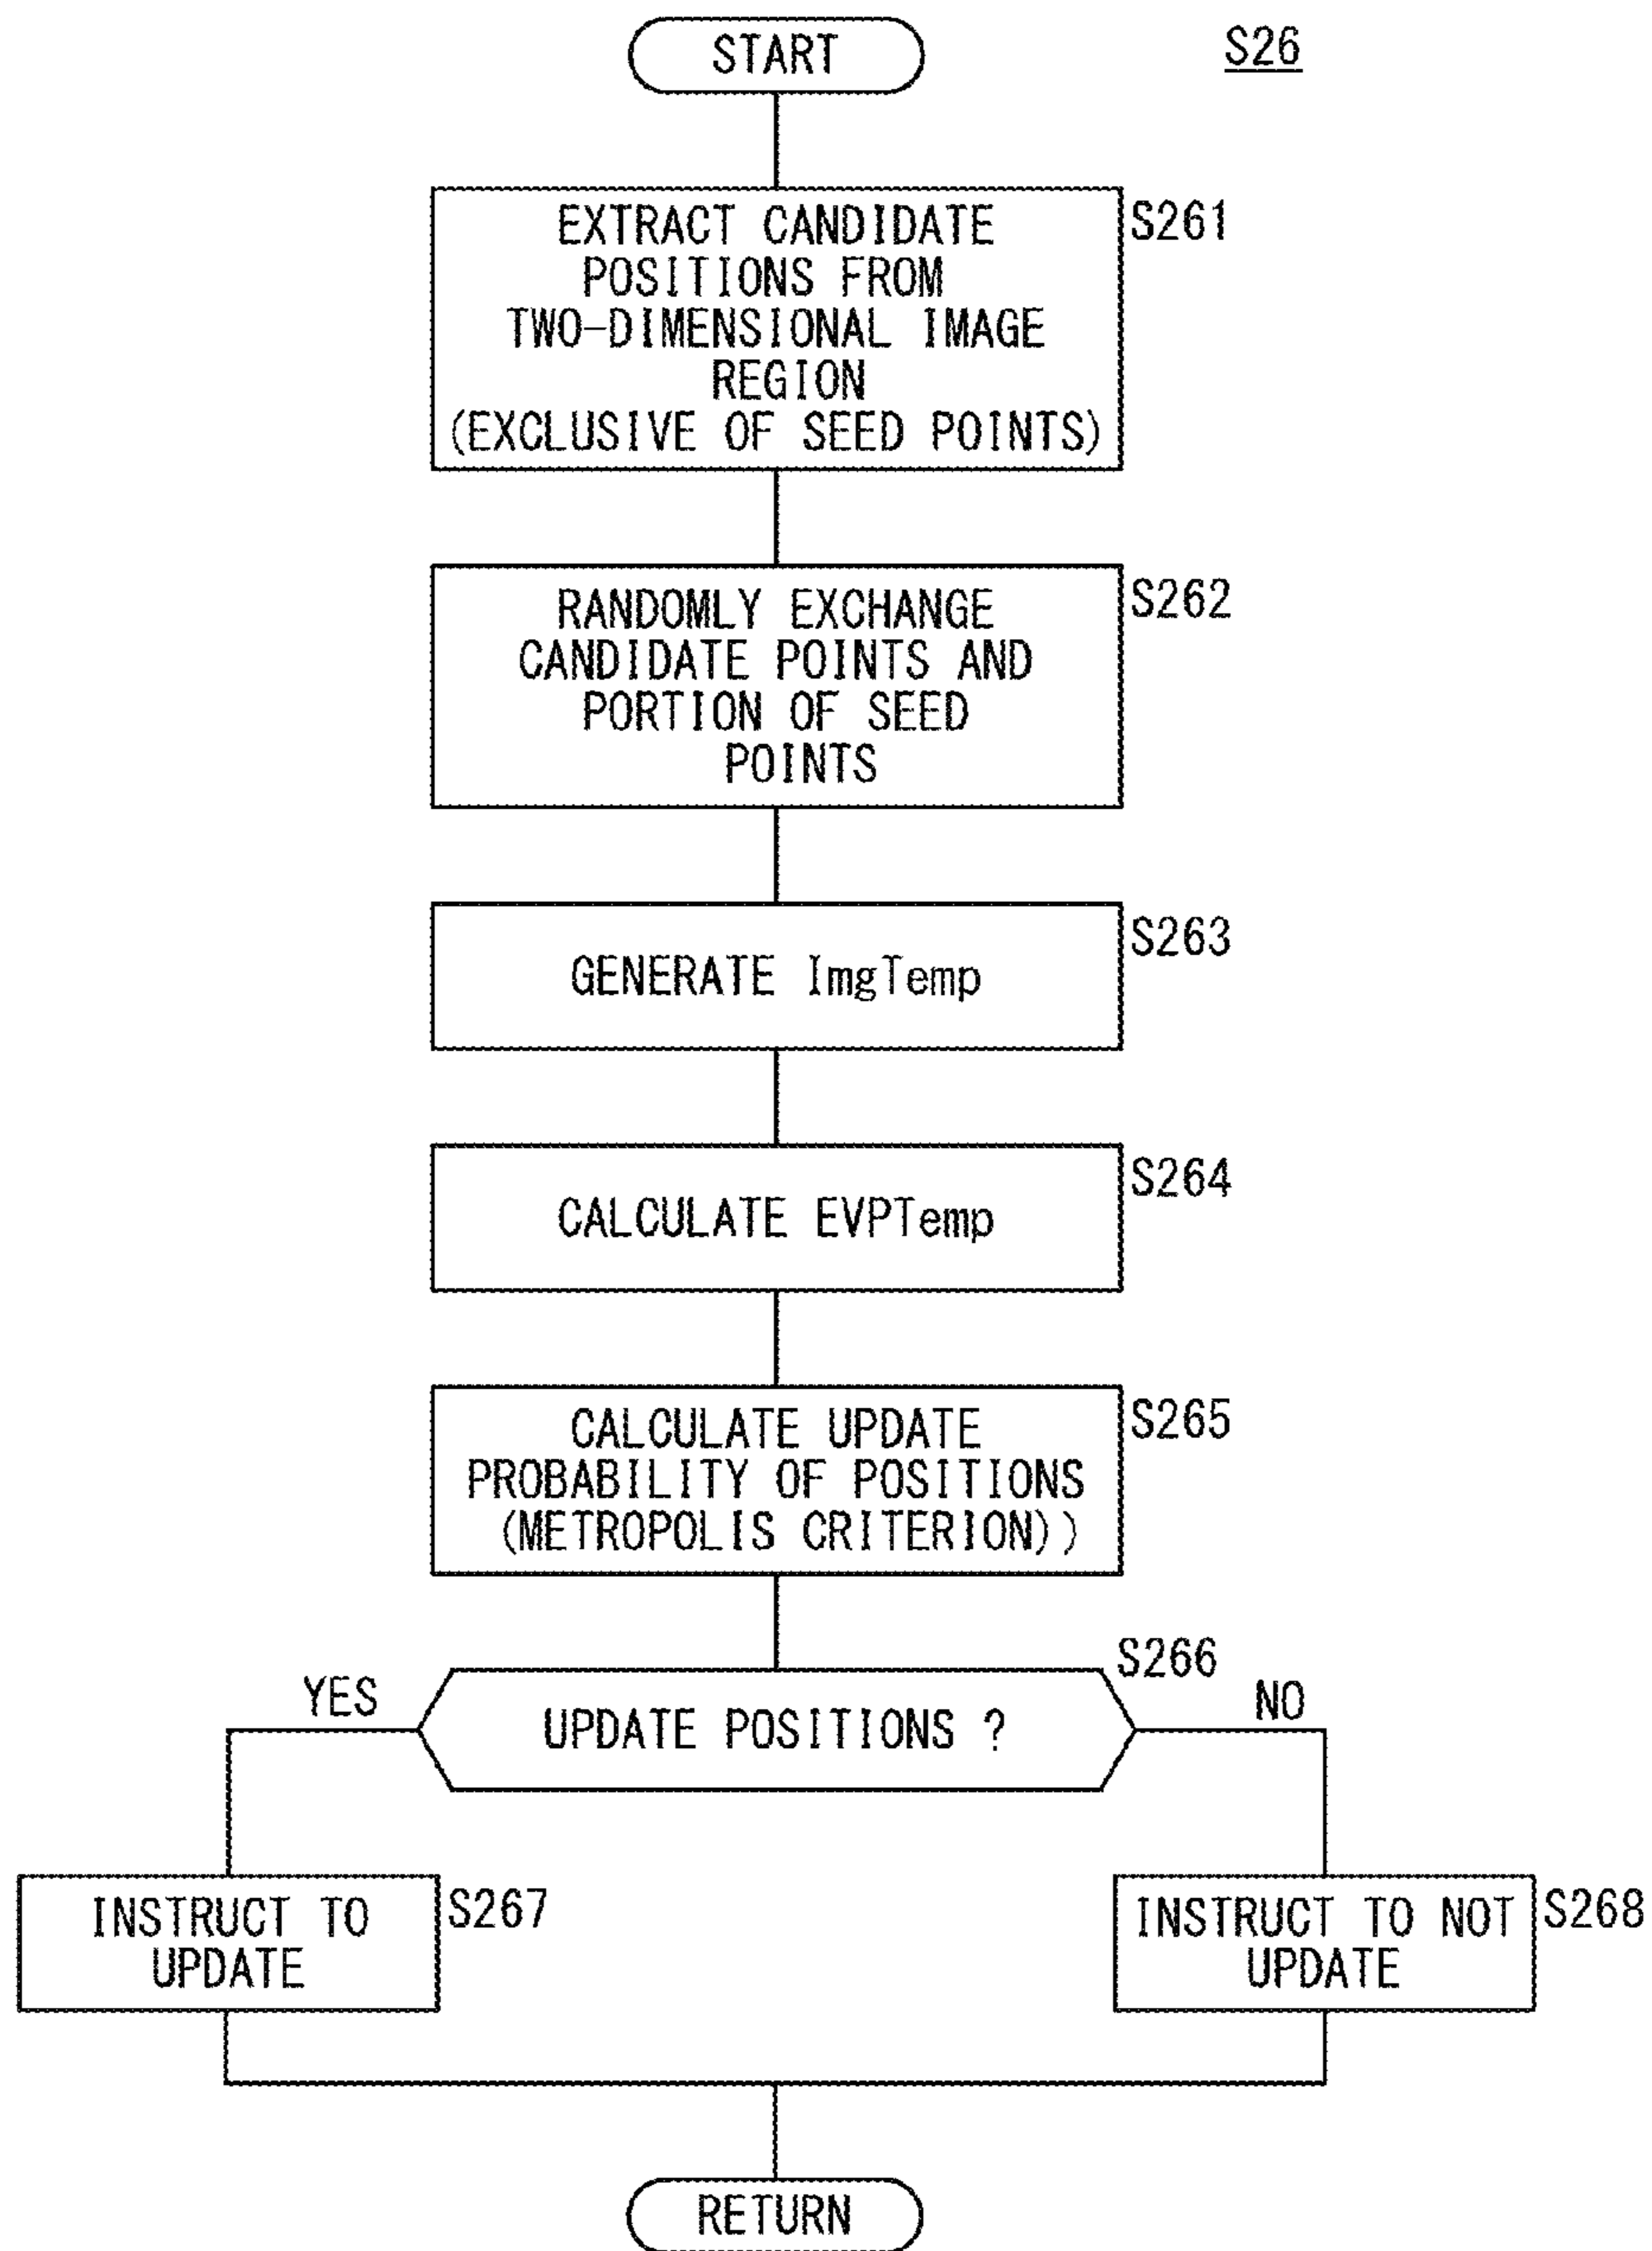 START
S26
EXTRACT CANDIDATE
POSITIONS FROM
TWO-DIMENSIONAL IMAGE
REGION
(EXCLUSIVE OF SEED POINTS)
S261
RANDOMLY EXCHANGE
CANDIDATE POINTS AND
PORTION OF SEED
POINTS
S262
GENERATE ImgTemp
S263
CALCULATE EVPTemp
S264
CALCULATE UPDATE
PROBABILITY OF POSITIONS
(METROPOLIS CRITERION))
S265
UPDATE POSITIONS ?
S266
YES
NO
INSTRUCT TO
UPDATE
S267
INSTRUCT TO NOT
UPDATE
S268
RETURN